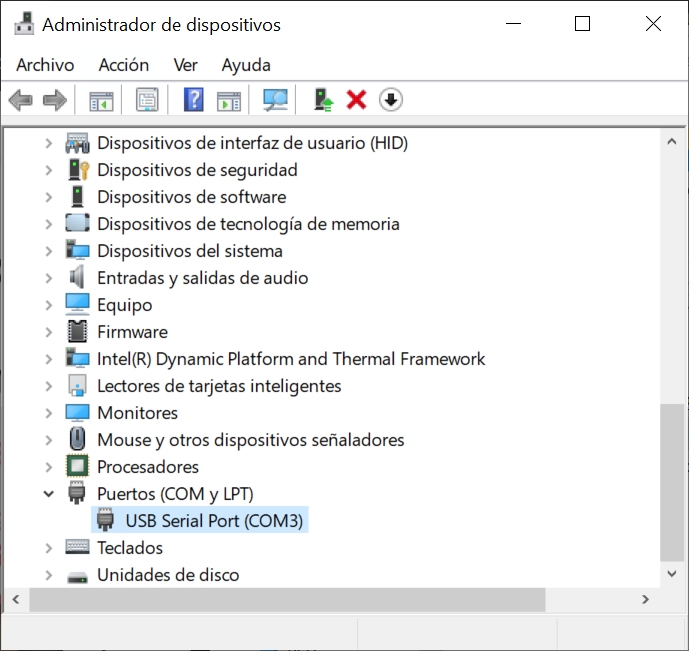 Administrador de dispositivos
Archivo Acción Ver Ayuda
Dispositivos de interfaz de usuario (HID)
Dispositivos de seguridad
Dispositivos de software
Dispositivos de tecnología de memoria
Dispositivos del sistema
Entradas y salidas de audio
Equipo
Firmware
Intel(R) Dynamic Platform and Thermal Framework
Lectores de tarjetas inteligentes
Monitores
Mouse y otros dispositivos señaladores
Procesadores
Puertos (COM y LPT)
USB Serial Port (COM3)
Teclados
Unidades de disco